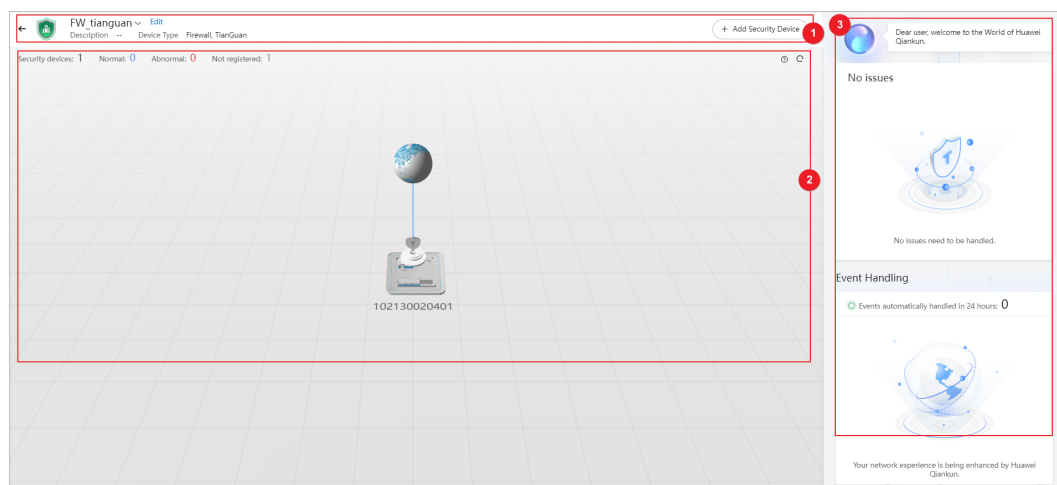 FW_tianguan Edit
Description -- Device Type Firewall, TianGuan
+ Add Security Device
1
Security devices: 1 Normal: 0 Abnormal: 0 Not registered: 1
2
102130020401
3
Dear user, welcome to the World of Huawei
Qiankun.
No issues
No issues need to be handled.
Event Handling
Events automatically handled in 24 hours: 0
Your network experience is being enhanced by Huawei
Qiankun.